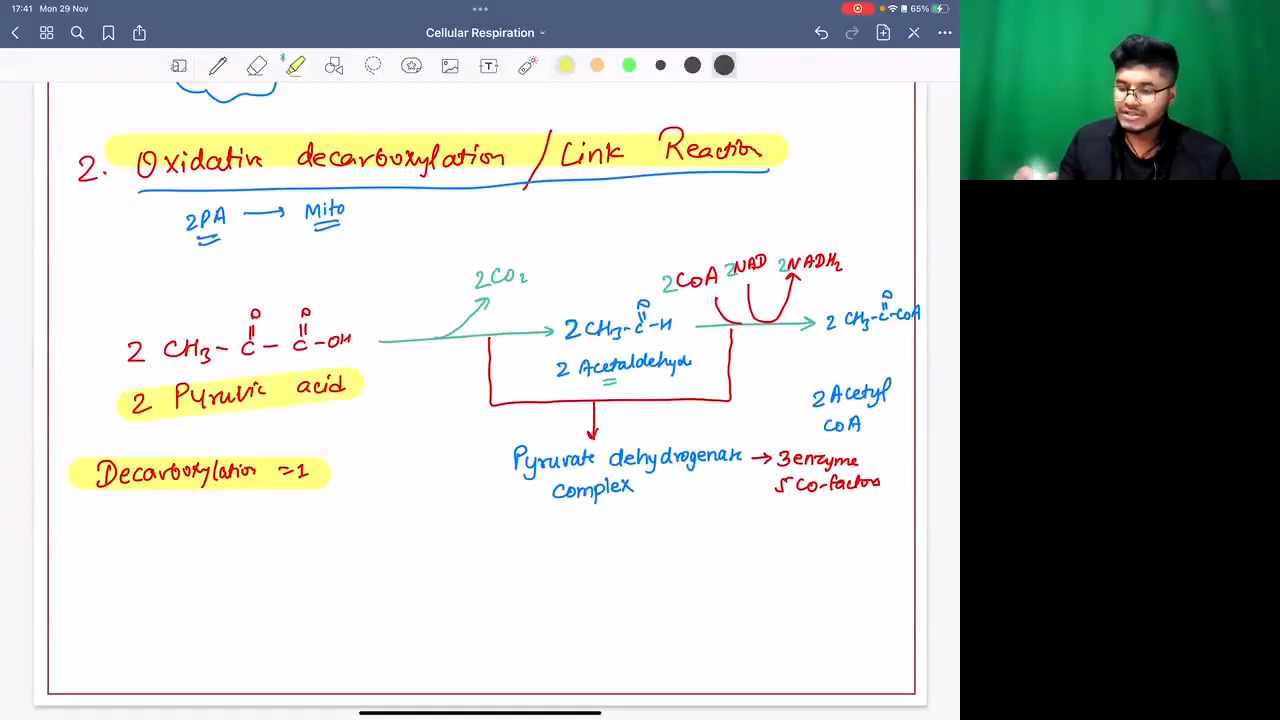 17:41 Mon 29 Nov
65%
Cellular Respiration
2. Oxidative decarboxylation / Link Reaction
2PA → Mito
2CO2
2CoA 2NAD 2NADH2
O O
2 CH3 - C - C - OH
O
2 CH3 - C - H
O
2 CH3 - C - CoA
2 Pyruvic acid
2 Acetaldehyde
2 Acetyl
CoA
Decarboxylation = 1
Pyruvate dehydrogenate → 3 enzyme
complex
5 Co-factors